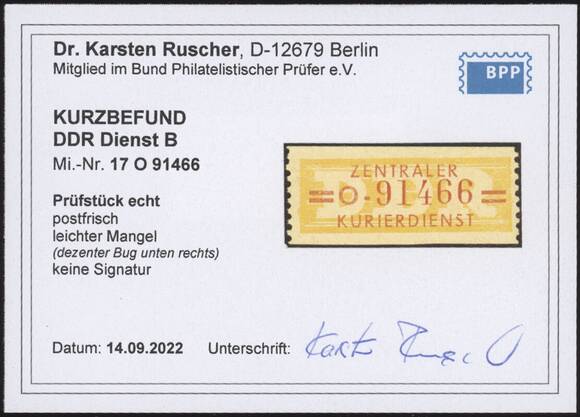 Dr. Karsten Ruscher, D-12679 Berlin
Mitglied im Bund Philatelistischer Prüfer e.V.
BPP
KURZBEFUND
DDR Dienst B
Mi.-Nr. 17 O 91466
ZENTRALER
=O-91466=
KURIERDIENST
Prüfstück echt
postfrisch
leichter Mangel
(dezenter Bug unten rechts)
keine Signatur
Datum: 14.09.2022 Unterschrift: